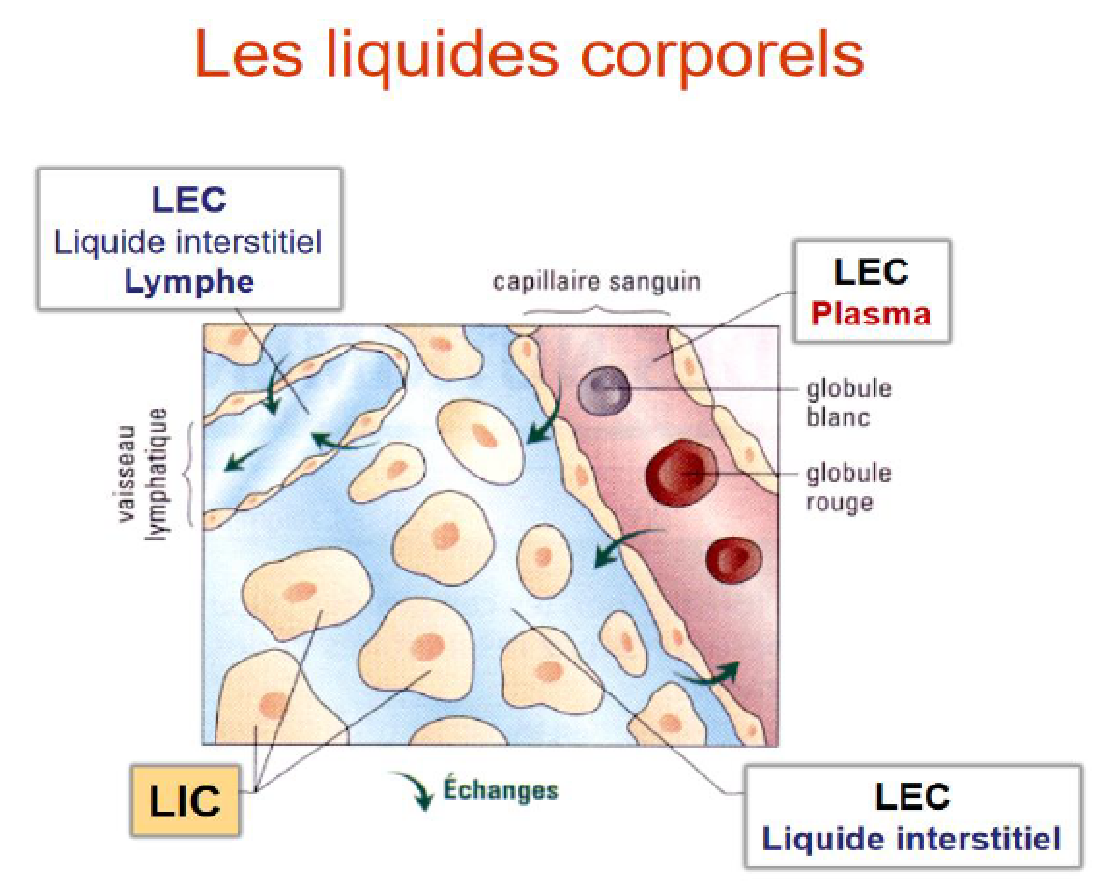 Les liquides corporels
LEC
Liquide interstitiel
Lymphe
capillaire sanguin
LEC
Plasma
globule
blanc
globule
rouge
vaisseau
lymphatique
LIC
Échanges
LEC
Liquide interstitiel